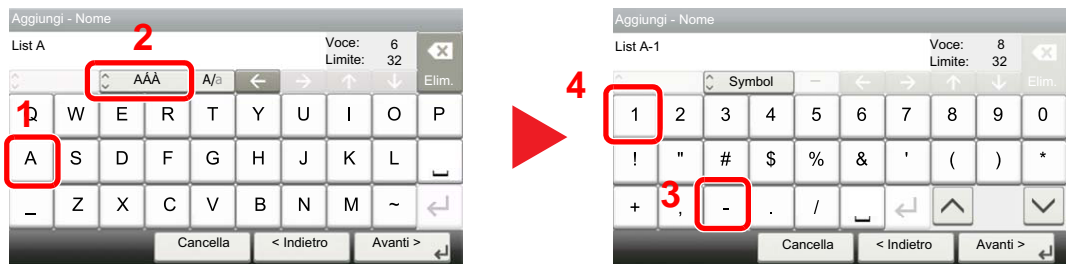 Aggiungi - Nome
2
List A
Voce: 6
Limite: 32
AÁÀ A/a ← → ↑ ↓ Elim.
1
Q W E R T Y U I O P
A S D F G H J K L
_ Z X C V B N M ~
Cancella < Indietro Avanti >
Aggiungi - Nome
List A-1
Voce: 8
Limite: 32
4
Symbol — ← → ↑ ↓ Elim.
1 2 3 4 5 6 7 8 9 0
! " # $ % & ' ( ) *
3
+ , - . /
Cancella < Indietro Avanti >